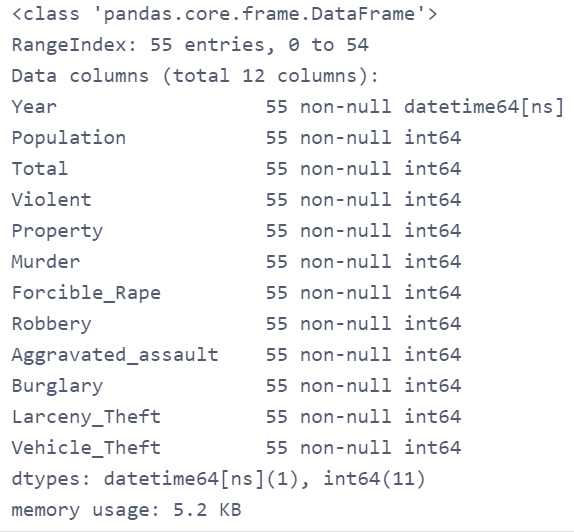 <class 'pandas.core.frame.DataFrame'>
RangeIndex: 55 entries, 0 to 54
Data columns (total 12 columns):
Year                 55 non-null datetime64[ns]
Population           55 non-null int64
Total                55 non-null int64
Violent              55 non-null int64
Property             55 non-null int64
Murder               55 non-null int64
Forcible_Rape        55 non-null int64
Robbery              55 non-null int64
Aggravated_assault   55 non-null int64
Burglary             55 non-null int64
Larceny_Theft        55 non-null int64
Vehicle_Theft        55 non-null int64
dtypes: datetime64[ns](1), int64(11)
memory usage: 5.2 KB